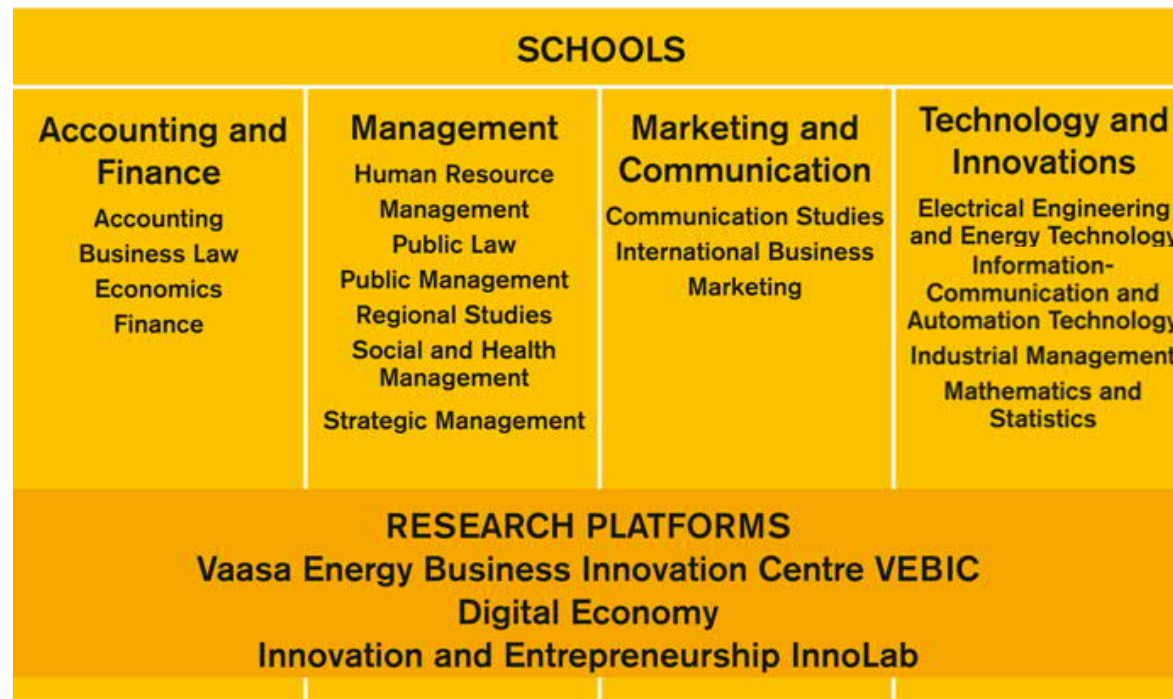 SCHOOLS
Accounting and
Finance
Accounting
Business Law
Economics
Finance
Management
Human Resource
Management
Public Law
Public Management
Regional Studies
Social and Health
Management
Strategic Management
Marketing and
Communication
Communication Studies
International Business
Marketing
Technology and
Innovations
Electrical Engineering
and Energy Technology
Information-
Communication and
Automation Technology
Industrial Management
Mathematics and
Statistics
RESEARCH PLATFORMS
Vaasa Energy Business Innovation Centre VEBIC
Digital Economy
Innovation and Entrepreneurship InnoLab